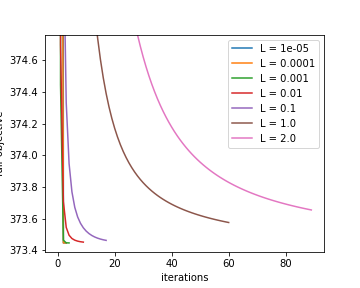 374.6
374.4
374.2
374.0
373.8
373.6
373.4
objective
0
20
40
60
80
iterations
L = 1e-05
L = 0.0001
L = 0.001
L = 0.01
L = 0.1
L = 1.0
L = 2.0